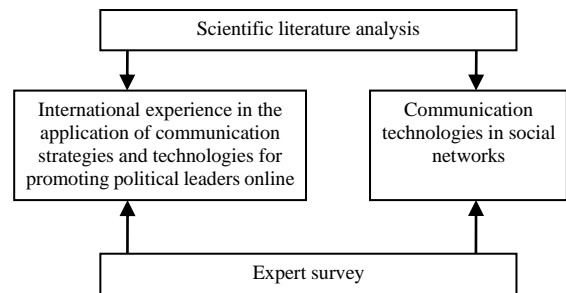 Scientific literature analysis
International experience in the
application of communication
strategies and technologies for
promoting political leaders online
Communication
technologies in social
networks
Expert survey